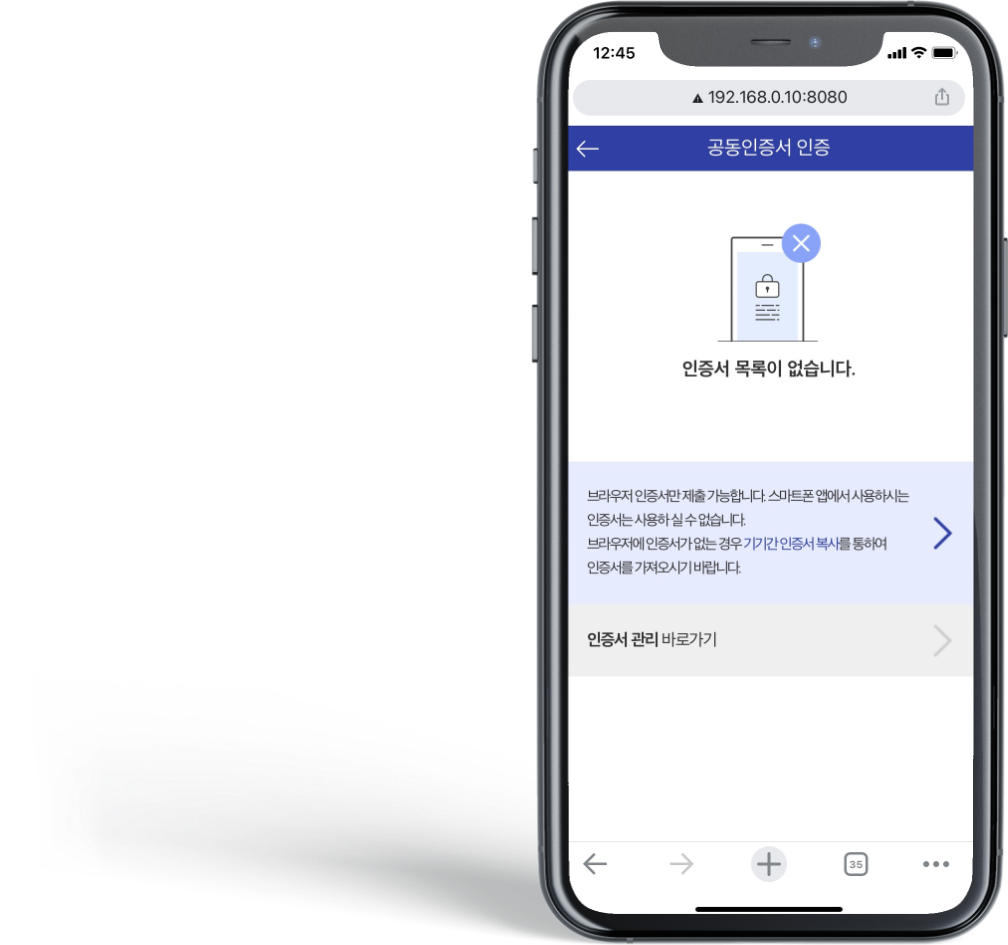 12:45
192.168.0.10:8080
공동인증서 인증
인증서 목록이 없습니다.
브라우저 인증서만 제출 가능합니다. 스마트폰 앱에서 사용하시는
인증서는 사용하 실 수 없습니다.
브라우저에 인증서가 없는 경우 기기간 인증서 복사를 통하여
인증서를 가져오시기 바랍니다.
인증서 관리 바로가기
35